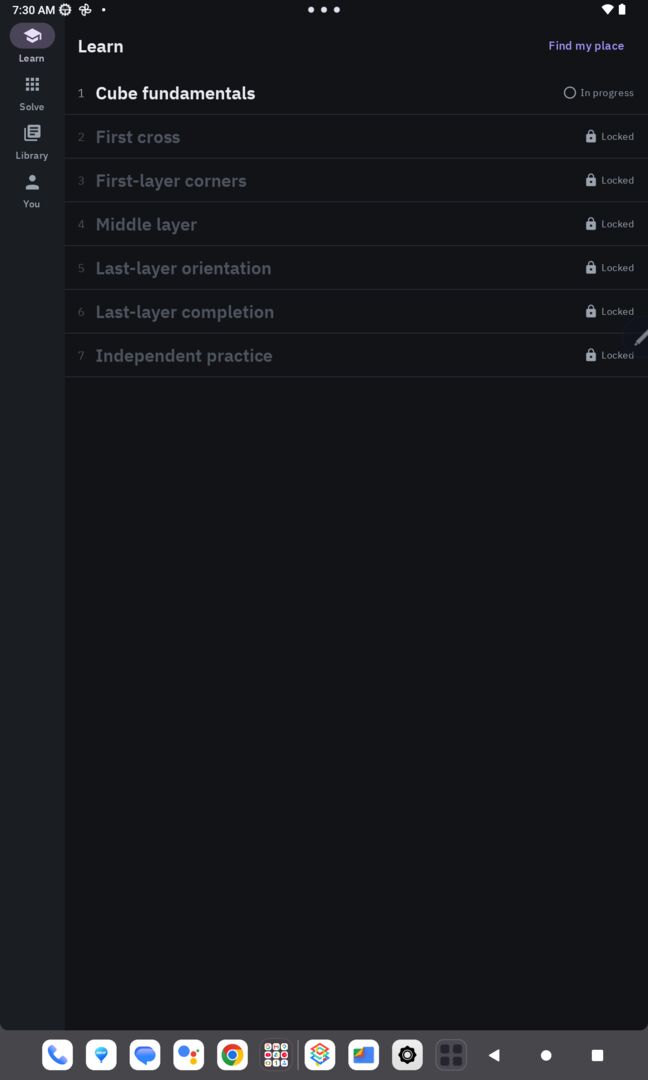 7:30 AM
Learn
Find my place
Learn
Solve
Library
You
1 Cube fundamentals In progress
2 First cross Locked
3 First-layer corners Locked
4 Middle layer Locked
5 Last-layer orientation Locked
6 Last-layer completion Locked
7 Independent practice Locked